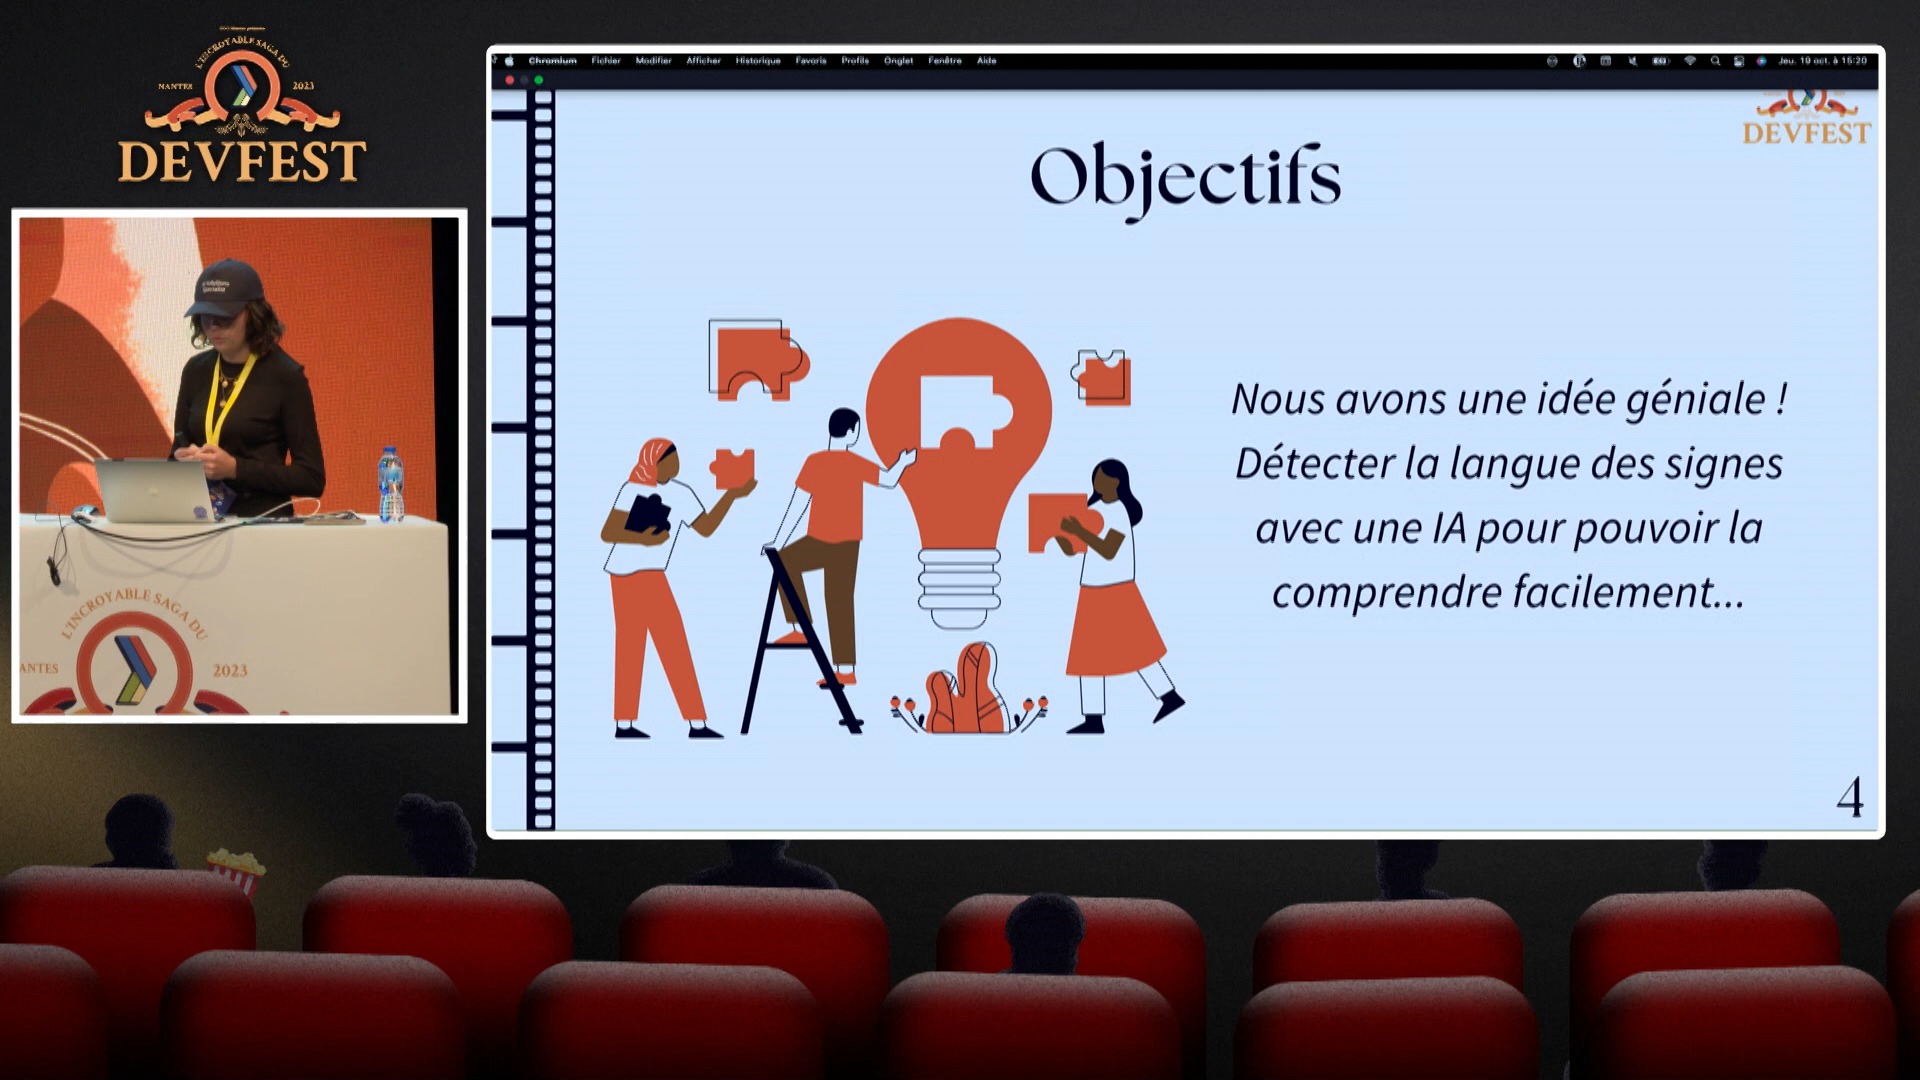 L'INCROYABLE SAGA DU
NANTES
2023
DEVFEST
Chromium Fichier Modifier Afficher Historique Favoris Profils Onglet Fenêtre Aide
Jeu. 19 oct. à 15:20
DEVFEST
Objectifs
Nous avons une idée géniale !
Détecter la langue des signes
avec une IA pour pouvoir la
comprendre facilement...
4
L'INCROYABLE SAGA DU
ANTES
2023